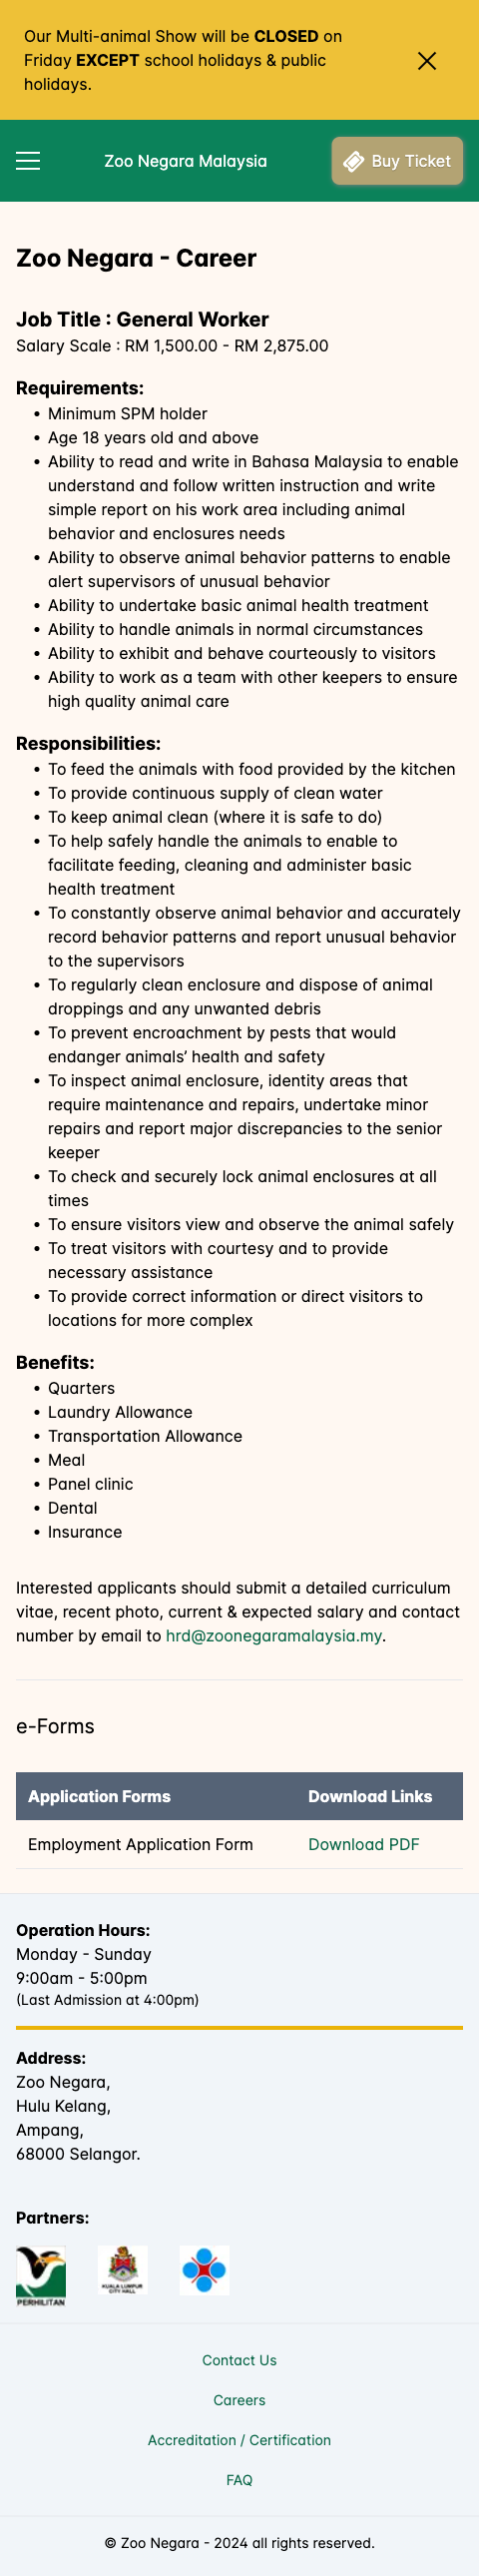 Our Multi-animal Show will be CLOSED on
Friday EXCEPT school holidays & public
holidays.
Zoo Negara Malaysia
Buy Ticket
Zoo Negara - Career
Job Title : General Worker
Salary Scale : RM 1,500.00 - RM 2,875.00
Requirements:
• Minimum SPM holder
• Age 18 years old and above
• Ability to read and write in Bahasa Malaysia to enable
understand and follow written instruction and write
simple report on his work area including animal
behavior and enclosures needs
• Ability to observe animal behavior patterns to enable
alert supervisors of unusual behavior
• Ability to undertake basic animal health treatment
• Ability to handle animals in normal circumstances
• Ability to exhibit and behave courteously to visitors
• Ability to work as a team with other keepers to ensure
high quality animal care
Responsibilities:
• To feed the animals with food provided by the kitchen
• To provide continuous supply of clean water
• To keep animal clean (where it is safe to do)
• To help safely handle the animals to enable to
facilitate feeding, cleaning and administer basic
health treatment
• To constantly observe animal behavior and accurately
record behavior patterns and report unusual behavior
to the supervisors
• To regularly clean enclosure and dispose of animal
droppings and any unwanted debris
• To prevent encroachment by pests that would
endanger animals’ health and safety
• To inspect animal enclosure, identity areas that
require maintenance and repairs, undertake minor
repairs and report major discrepancies to the senior
keeper
• To check and securely lock animal enclosures at all
times
• To ensure visitors view and observe the animal safely
• To treat visitors with courtesy and to provide
necessary assistance
• To provide correct information or direct visitors to
locations for more complex
Benefits:
• Quarters
• Laundry Allowance
• Transportation Allowance
• Meal
• Panel clinic
• Dental
• Insurance
Interested applicants should submit a detailed curriculum
vitae, recent photo, current & expected salary and contact
number by email to hrd@zoonegaramalaysia.my.
e-Forms
Application Forms Download Links
Employment Application Form Download PDF
Operation Hours:
Monday - Sunday
9:00am - 5:00pm
(Last Admission at 4:00pm)
Address:
Zoo Negara,
Hulu Kelang,
Ampang,
68000 Selangor.
Partners:
PERHILITAN
KUALA LUMPUR
CITY HALL
Contact Us
Careers
Accreditation / Certification
FAQ
© Zoo Negara - 2024 all rights reserved.